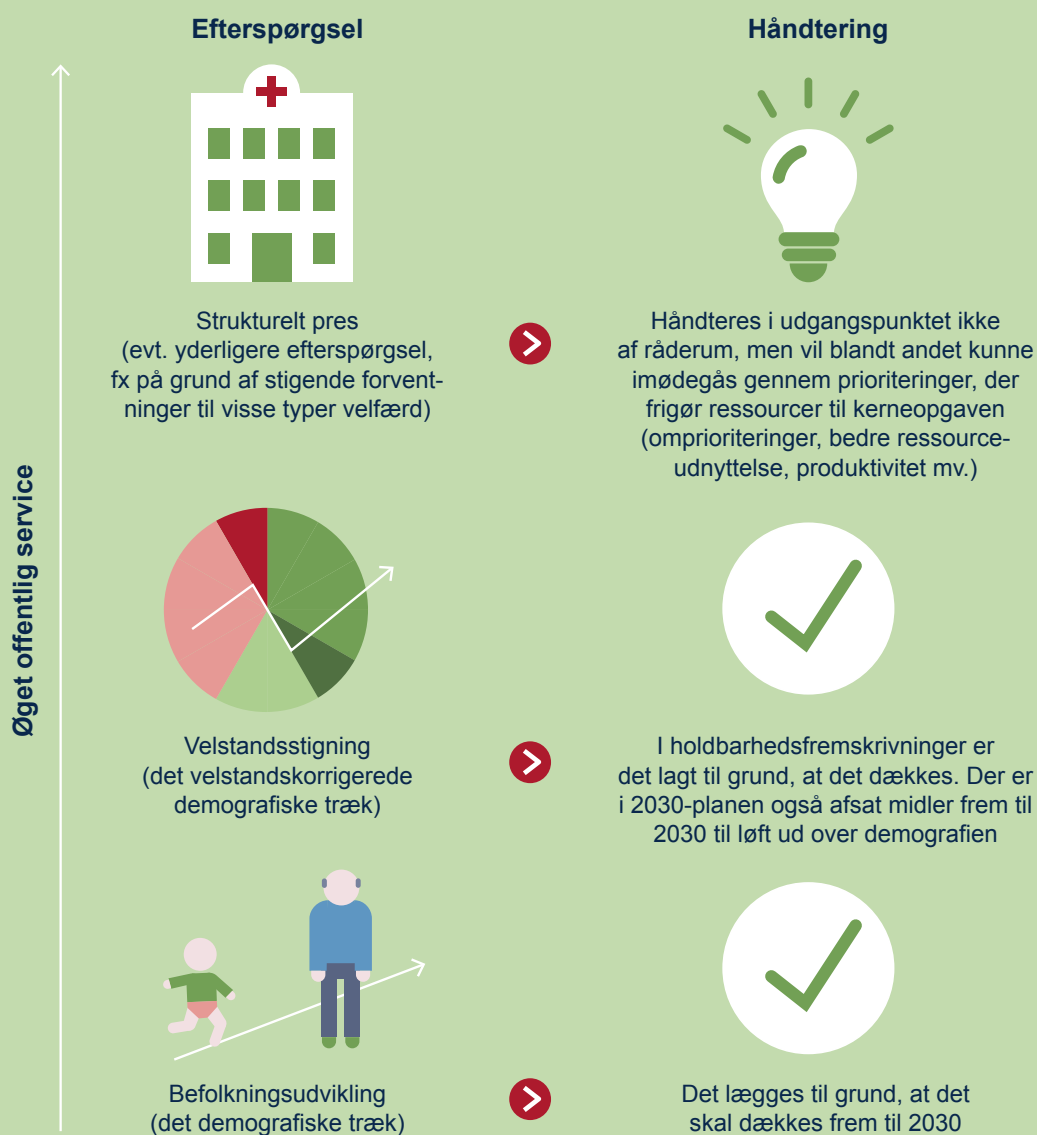 Efterspørgsel
Håndtering
Øget offentlig service
Strukturelt pres
(evt. yderligere efterspørgsel,
fx på grund af stigende forvent-
ninger til visse typer velfærd)
Håndteres i udgangspunktet ikke
af råderum, men vil blandt andet kunne
imødegås gennem prioriteringer, der
frigør ressourcer til kerneopgaven
(omprioriteringer, bedre ressource-
udnyttelse, produktivitet mv.)
Velstandsstigning
(det velstandskorrigerede
demografiske træk)
I holdbarhedsfremskrivninger er
det lagt til grund, at det dækkes. Der er
i 2030-planen også afsat midler frem til
2030 til løft ud over demografien
Befolkningsudvikling
(det demografiske træk)
Det lægges til grund, at det
skal dækkes frem til 2030